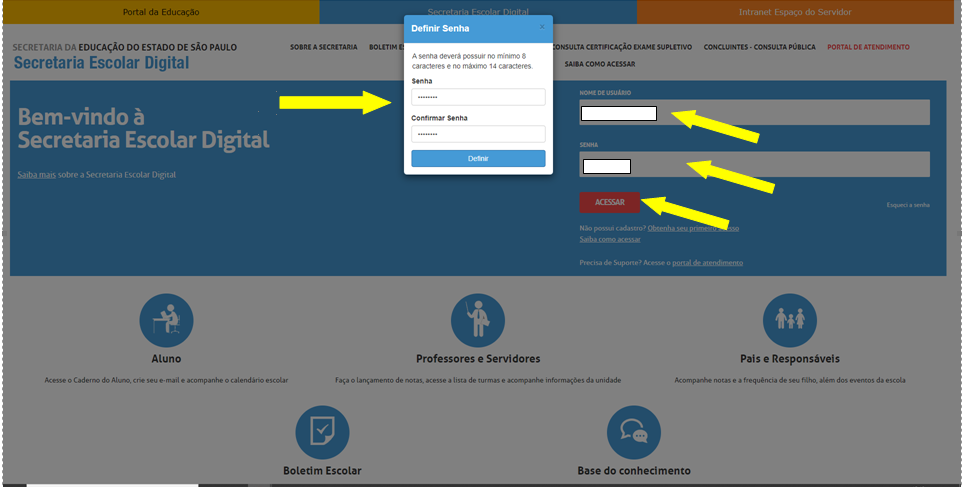 Portal da Educação
Secretaria Escolar Digital
Intranet Espaço do Servidor
SECRETARIA DA EDUCAÇÃO DO ESTADO DE SÃO PAULO
Secretaria Escolar Digital
SOBRE A SECRETARIA
BOLETIM ES
CONSULTA CERTIFICAÇÃO EXAME SUPLETIVO
CONCLUINTES - CONSULTA PÚBLICA
PORTAL DE ATENDIMENTO
SAIBA COMO ACESSAR
Definir Senha
×
A senha deverá possuir no mínimo 8
caracteres e no máximo 14 caracteres.
Senha
••••••••
Confirmar Senha
••••••••
Definir
Bem-vindo à
Secretaria Escolar Digital
Saiba mais sobre a Secretaria Escolar Digital
NOME DE USUÁRIO
SENHA
ACESSAR
Esqueci a senha
Não possui cadastro? Obtenha seu primeiro acesso
Saiba como acessar
Precisa de Suporte? Acesse o portal de atendimento
Aluno
Acesse o Caderno do Aluno, crie seu e-mail e acompanhe o calendário escolar
Professores e Servidores
Faça o lançamento de notas, acesse a lista de turmas e acompanhe informações da unidade
Pais e Responsáveis
Acompanhe notas e a frequência de seu filho, além dos eventos da escola
Boletim Escolar
Base do conhecimento